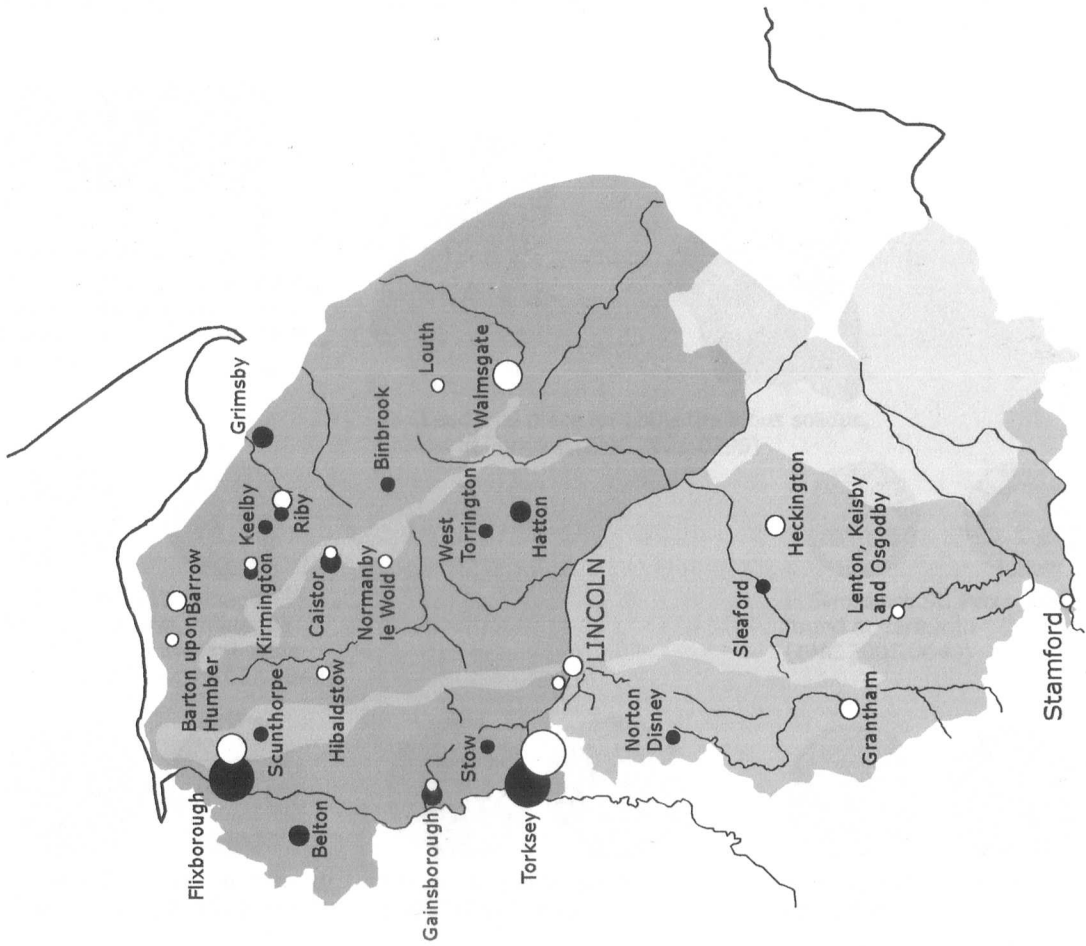 Grimsby
Louth
Walmsgate
Binbrook
Keelby
Riby
Barrow
Barton upon
Humber
Kirmington
Caistor
Normanby
le Wold
West
Torrington
Hatton
Scunthorpe
Hibaldstow
Flixborough
Belton
Gainsborough
Stow
Torksey
LINCOLN
Norton
Disney
Sleaford
Heckington
Lenton, Keisby
and Osgodby
Grantham
Stamford